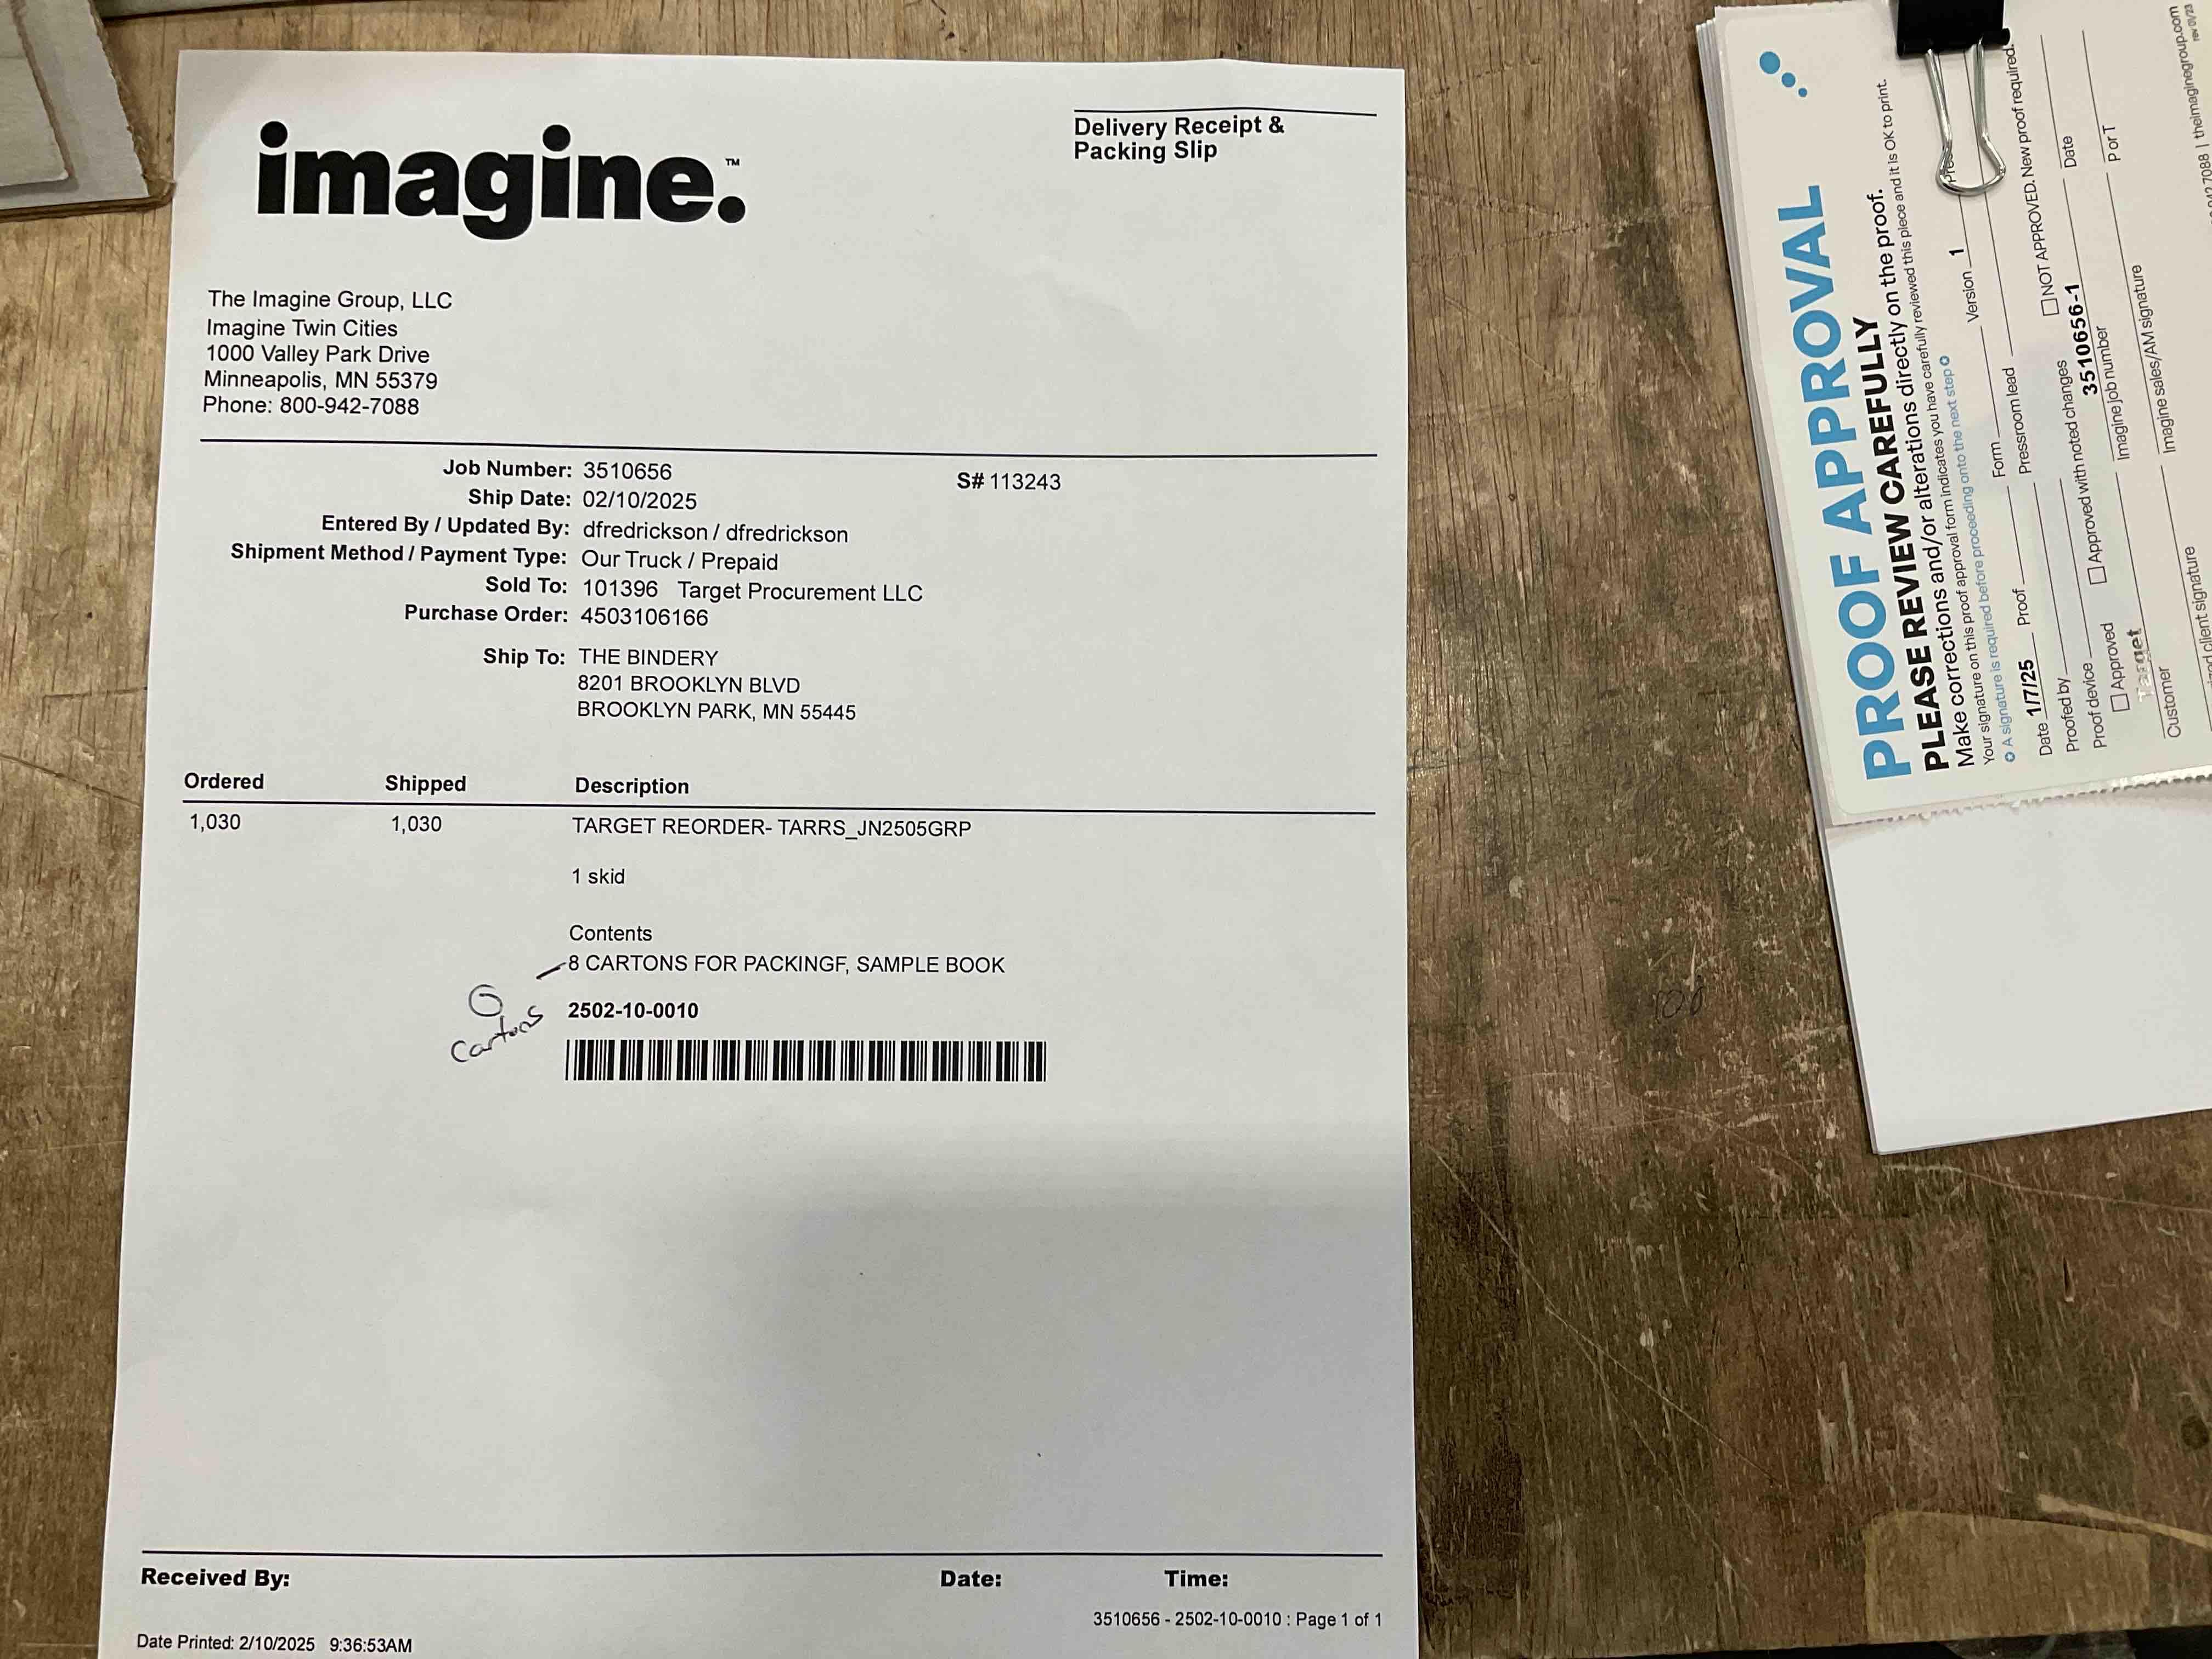 imagine.™
Delivery Receipt &
Packing Slip
The Imagine Group, LLC
Imagine Twin Cities
1000 Valley Park Drive
Minneapolis, MN 55379
Phone: 800-942-7088
Job Number: 3510656
S# 113243
Ship Date: 02/10/2025
Entered By / Updated By: dfredrickson / dfredrickson
Shipment Method / Payment Type: Our Truck / Prepaid
Sold To: 101396 Target Procurement LLC
Purchase Order: 4503106166
Ship To: THE BINDERY
8201 BROOKLYN BLVD
BROOKLYN PARK, MN 55445
Ordered Shipped Description
1,030 1,030 TARGET REORDER- TARRS_JN2505GRP
1 skid
Contents
8 CARTONS FOR PACKINGF, SAMPLE BOOK
Cartons
2502-10-0010
Received By: Date: Time:
3510656 - 2502-10-0010 : Page 1 of 1
Date Printed: 2/10/2025 9:36:53AM
PROOF APPROVAL
PLEASE REVIEW CAREFULLY
Make corrections and/or alterations directly on the proof.
Your signature on this proof approval form indicates you have carefully reviewed this piece and it is OK to print.
A signature is required before proceeding onto the next step
Date 1/7/25 Proof Form Version 1
Proofed by Pressroom lead
Proof device
Approved Approved with noted changes NOT APPROVED. New proof required.
Target 3510656-1
Customer Imagine job number Date
client signature Imagine sales/AM signature P or T
7088 | theimaginegroup.com
rev 01/23